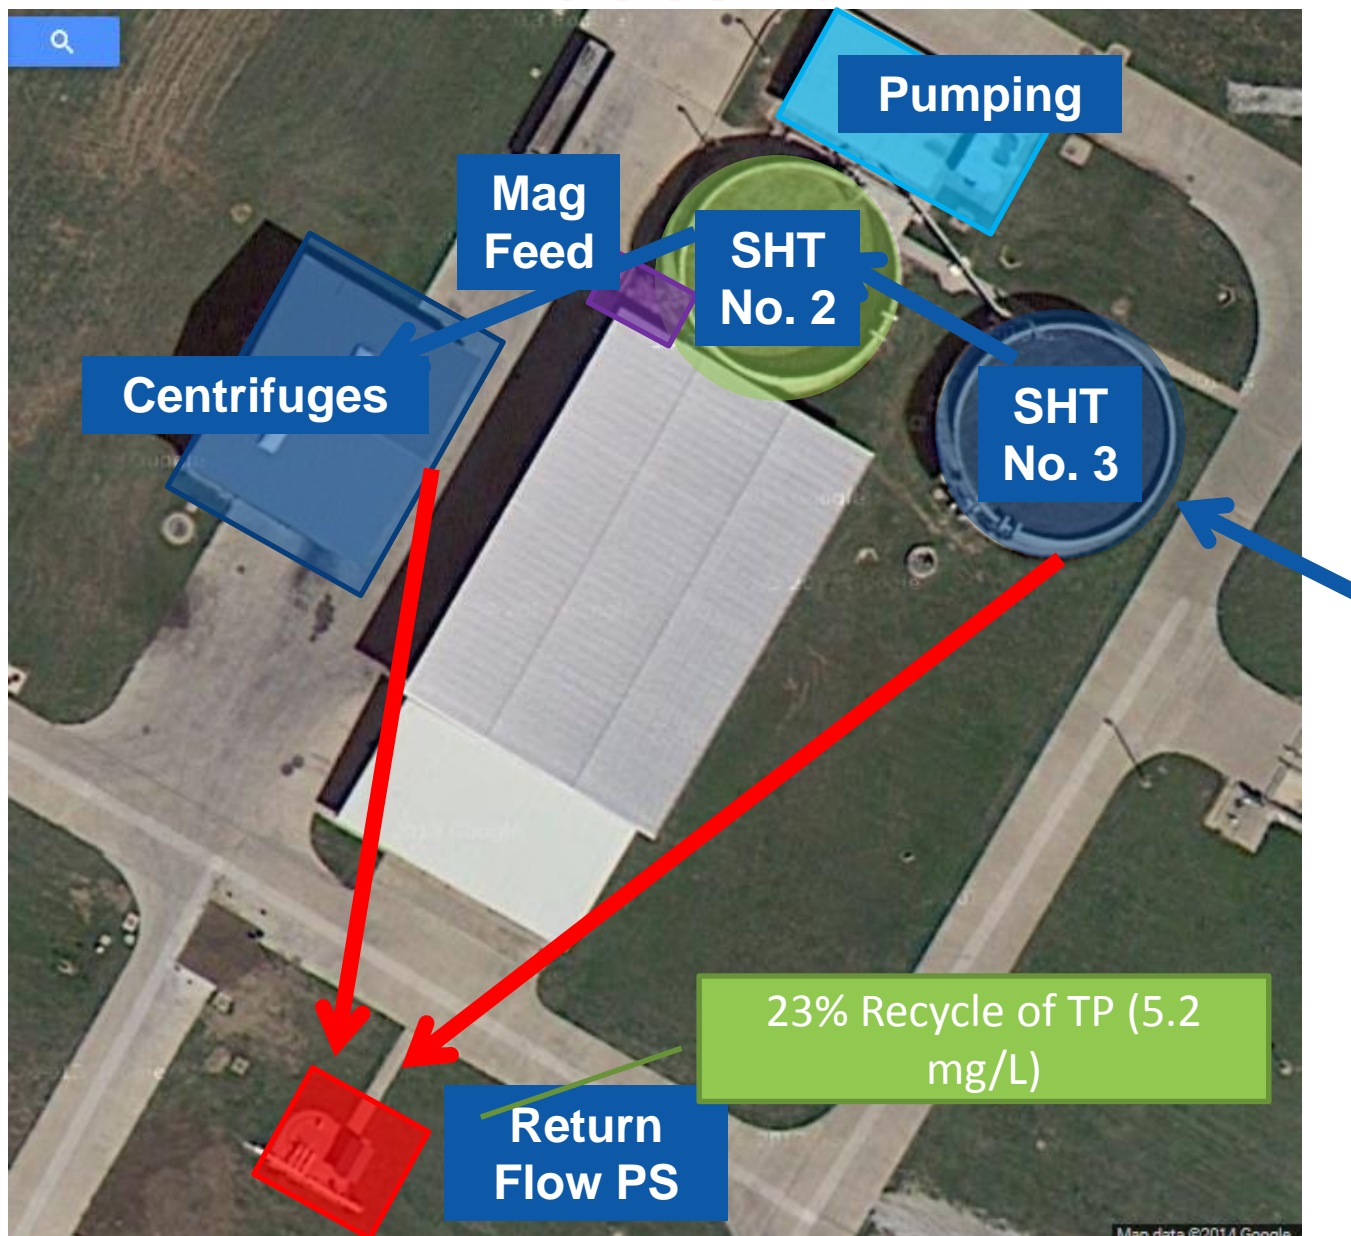 Pumping
Mag
Feed
SHT
No. 2
Centrifuges
SHT
No. 3
23% Recycle of TP (5.2
mg/L)
Return
Flow PS
Map data ©2014 Google